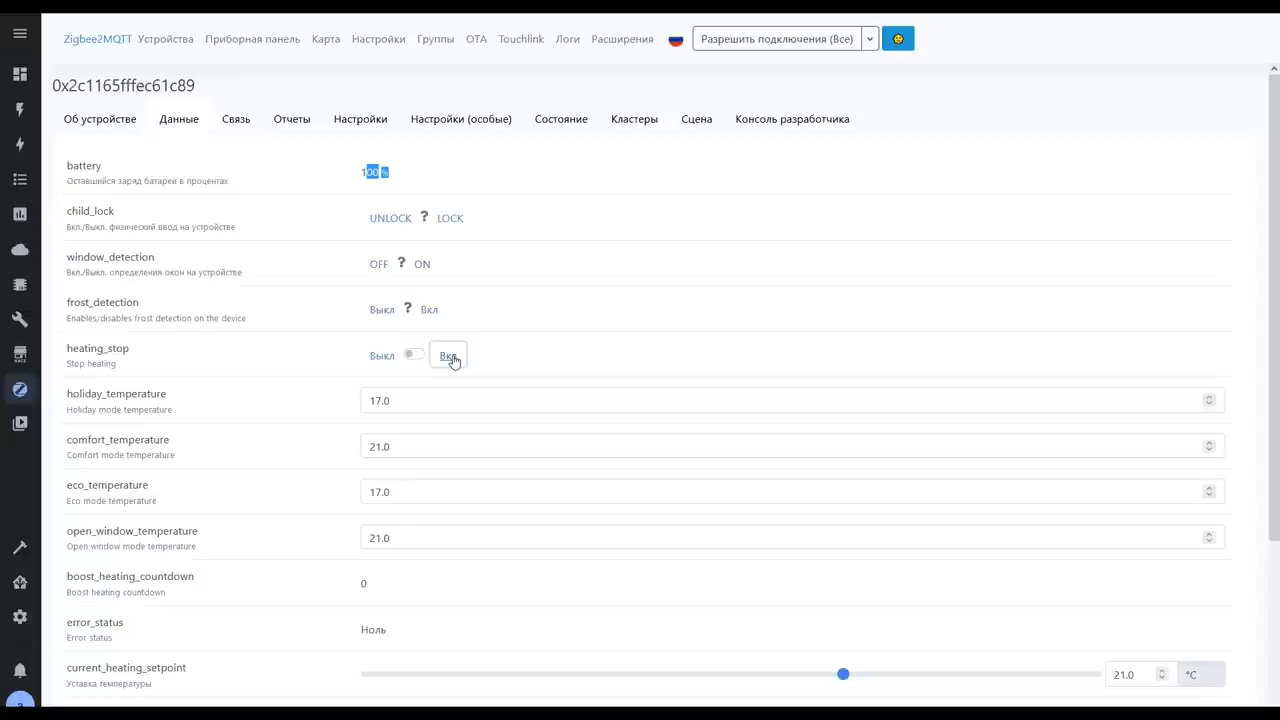 Zigbee2MQTT Устройства Приборная панель Карта Настройки Группы OTA Touchlink Логи Расширения Разрешить подключения (Все)
0x2c1165fffec61c89
Об устройстве Данные Связь Отчеты Настройки Настройки (особые) Состояние Кластеры Сцена Консоль разработчика
battery
100 %
Оставшийся заряд батареи в процентах
child_lock
UNLOCK ? LOCK
Вкл./Выкл. физический ввод на устройстве
window_detection
OFF ? ON
Вкл./Выкл. определения окон на устройстве
frost_detection
Выкл ? Вкл
Enables/disables frost detection on the device
heating_stop
Выкл Вкл
Stop heating
holiday_temperature
17.0
Holiday mode temperature
comfort_temperature
21.0
Comfort mode temperature
eco_temperature
17.0
Eco mode temperature
open_window_temperature
21.0
Open window mode temperature
boost_heating_countdown
0
Boost heating countdown
error_status
Ноль
Error status
current_heating_setpoint
21.0 °C
Уставка температуры